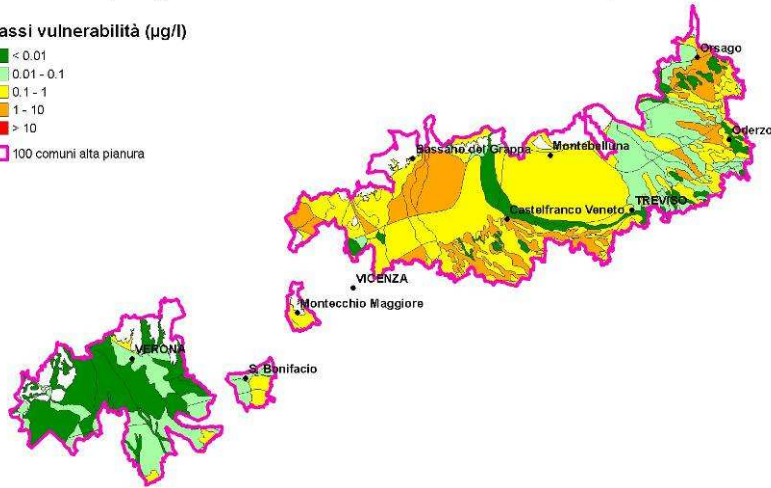 assi vulnerabilità (µg/l)
< 0.01
0.01 - 0.1
0.1 - 1
1 - 10
> 10
100 comuni alta pianura
Orsago
Oderzo
Bassano del Grappa
Montebelluna
TREVISO
Castelfranco Veneto
VICENZA
Montecchio Maggiore
VERONA
S. Bonifacio